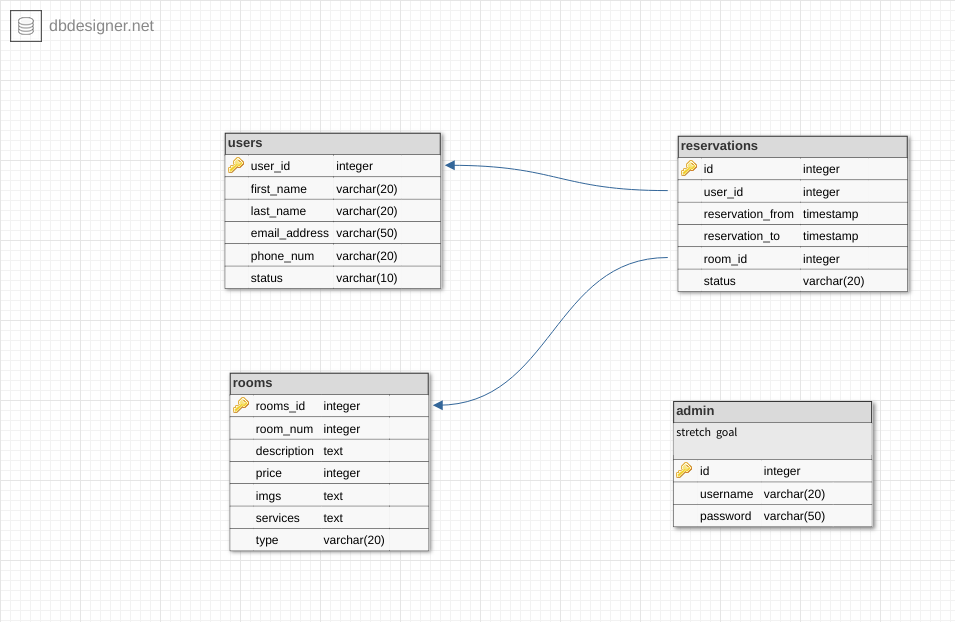 dbdesigner.net
users
user_id integer
first_name varchar(20)
last_name varchar(20)
email_address varchar(50)
phone_num varchar(20)
status varchar(10)
reservations
id integer
user_id integer
reservation_from timestamp
reservation_to timestamp
room_id integer
status varchar(20)
rooms
rooms_id integer
room_num integer
description text
price integer
imgs text
services text
type varchar(20)
admin
stretch goal
id integer
username varchar(20)
password varchar(50)